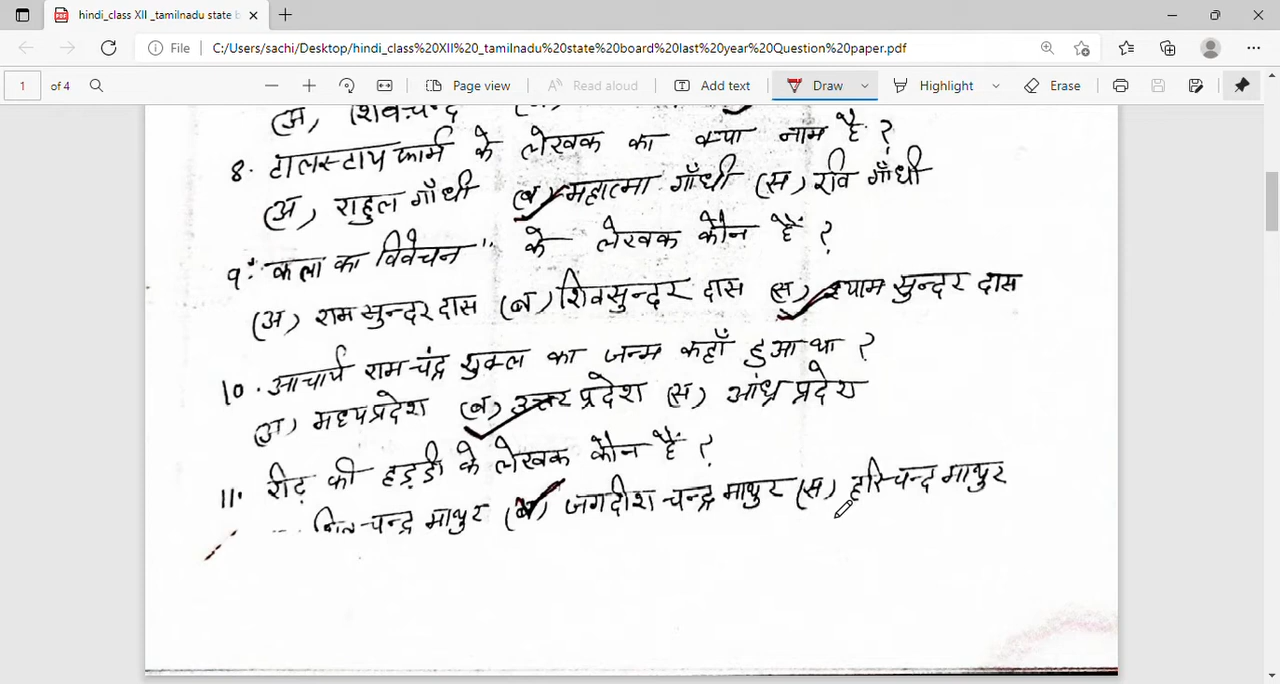 hindi_class XII _tamilnadu state b
File C:/Users/sachi/Desktop/hindi_class%20XII%20_tamilnadu%20state%20board%20last%20year%20Question%20paper.pdf
1 of 4 Page view Read aloud Add text Draw Highlight Erase
(अ)
8. टालस्टाय फार्म के लेखक का क्या नाम है ?
(अ) राहुल गाँधी (ब) महात्मा गाँधी (स) रवि गाँधी
9. कला का विवेचन" के लेखक कौन हैं ?
(अ) राम सुन्दर दास (ब) शिवसुन्दर दास (स) श्याम सुन्दर दास
10. आचार्य रामचंद्र शुक्ल का जन्म कहाँ हुआ था ?
(अ) मध्यप्रदेश (ब) उत्तर प्रदेश (स) आंध्र प्रदेश
11. रीढ़ की हड्डी के लेखक कौन हैं ?
चन्द्र माथुर (ब) जगदीश चन्द्र माथुर (स) हरिचन्द माथुर